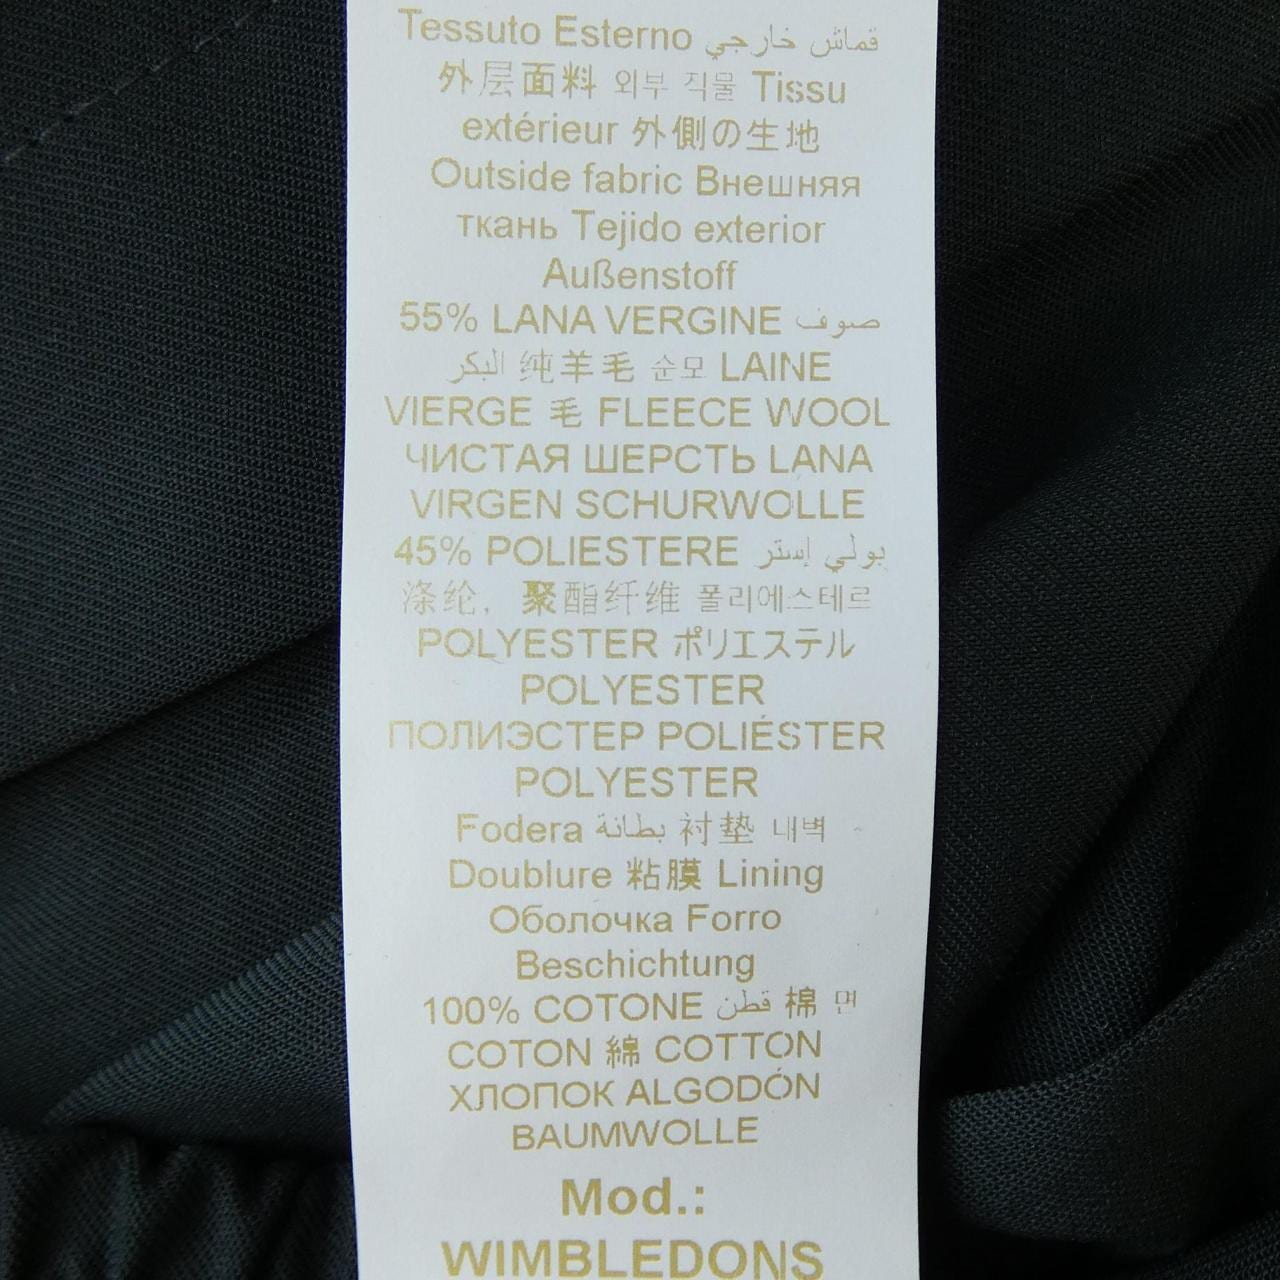 Tessuto Esterno قماش خارجي
外层面料 외부 직물 Tissu
extérieur 外側の生地
Outside fabric Внешняя
ткань Tejido exterior
Außenstoff
55% LANA VERGINE صوف
البكر 纯羊毛 순모 LAINE
VIERGE 毛 FLEECE WOOL
ЧИСТАЯ ШЕРСТЬ LANA
VIRGEN SCHURWOLLE
45% POLIESTERE بولي إستر
涤纶，聚酯纤维 폴리에스테르
POLYESTER ポリエステル
POLYESTER
ПОЛИЭСТЕР POLIÉSTER
POLYESTER
Fodera بطانة 衬垫 내벽
Doublure 粘膜 Lining
Оболочка Forro
Beschichtung
100% COTONE قطن 棉 면
COTON 綿 COTTON
ХЛОПОК ALGODÓN
BAUMWOLLE
Mod.:
WIMBLEDONS